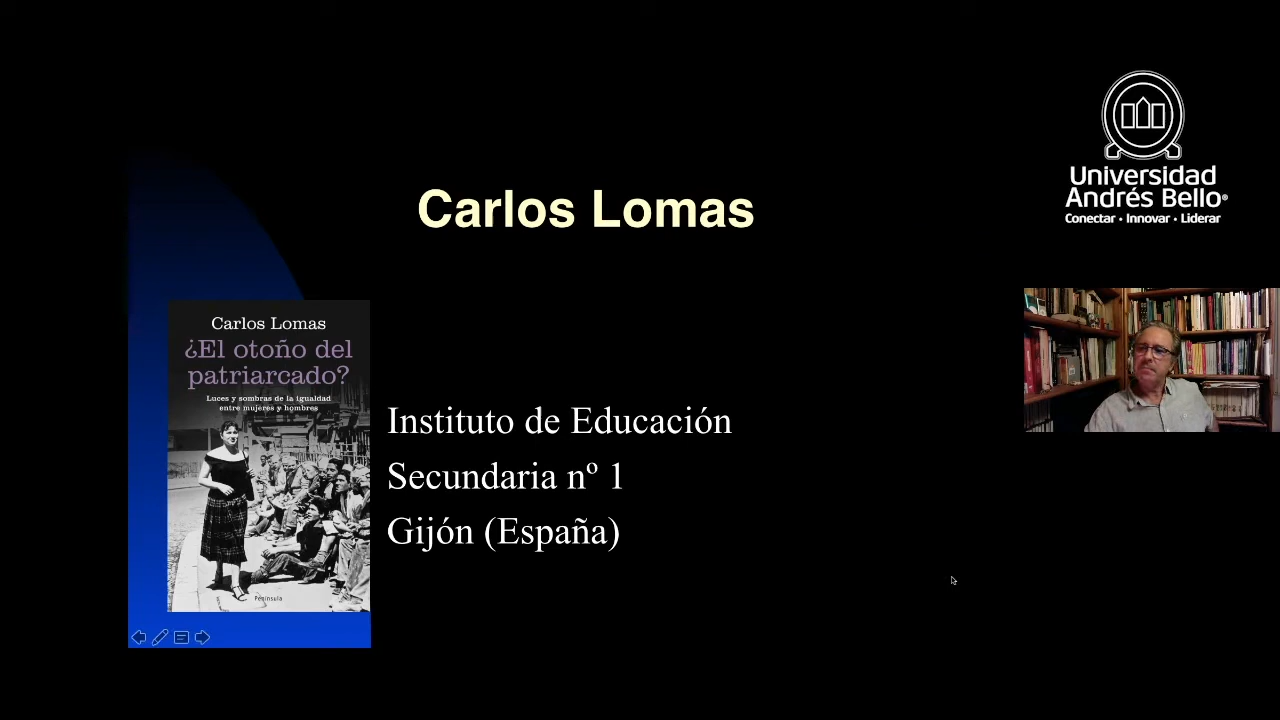 Carlos Lomas
Universidad
Andrés Bello®
Conectar • Innovar • Liderar
Carlos Lomas
¿El otoño del
patriarcado?
Luces y sombras de la igualdad
entre mujeres y hombres
Península
Instituto de Educación
Secundaria nº 1
Gijón (España)